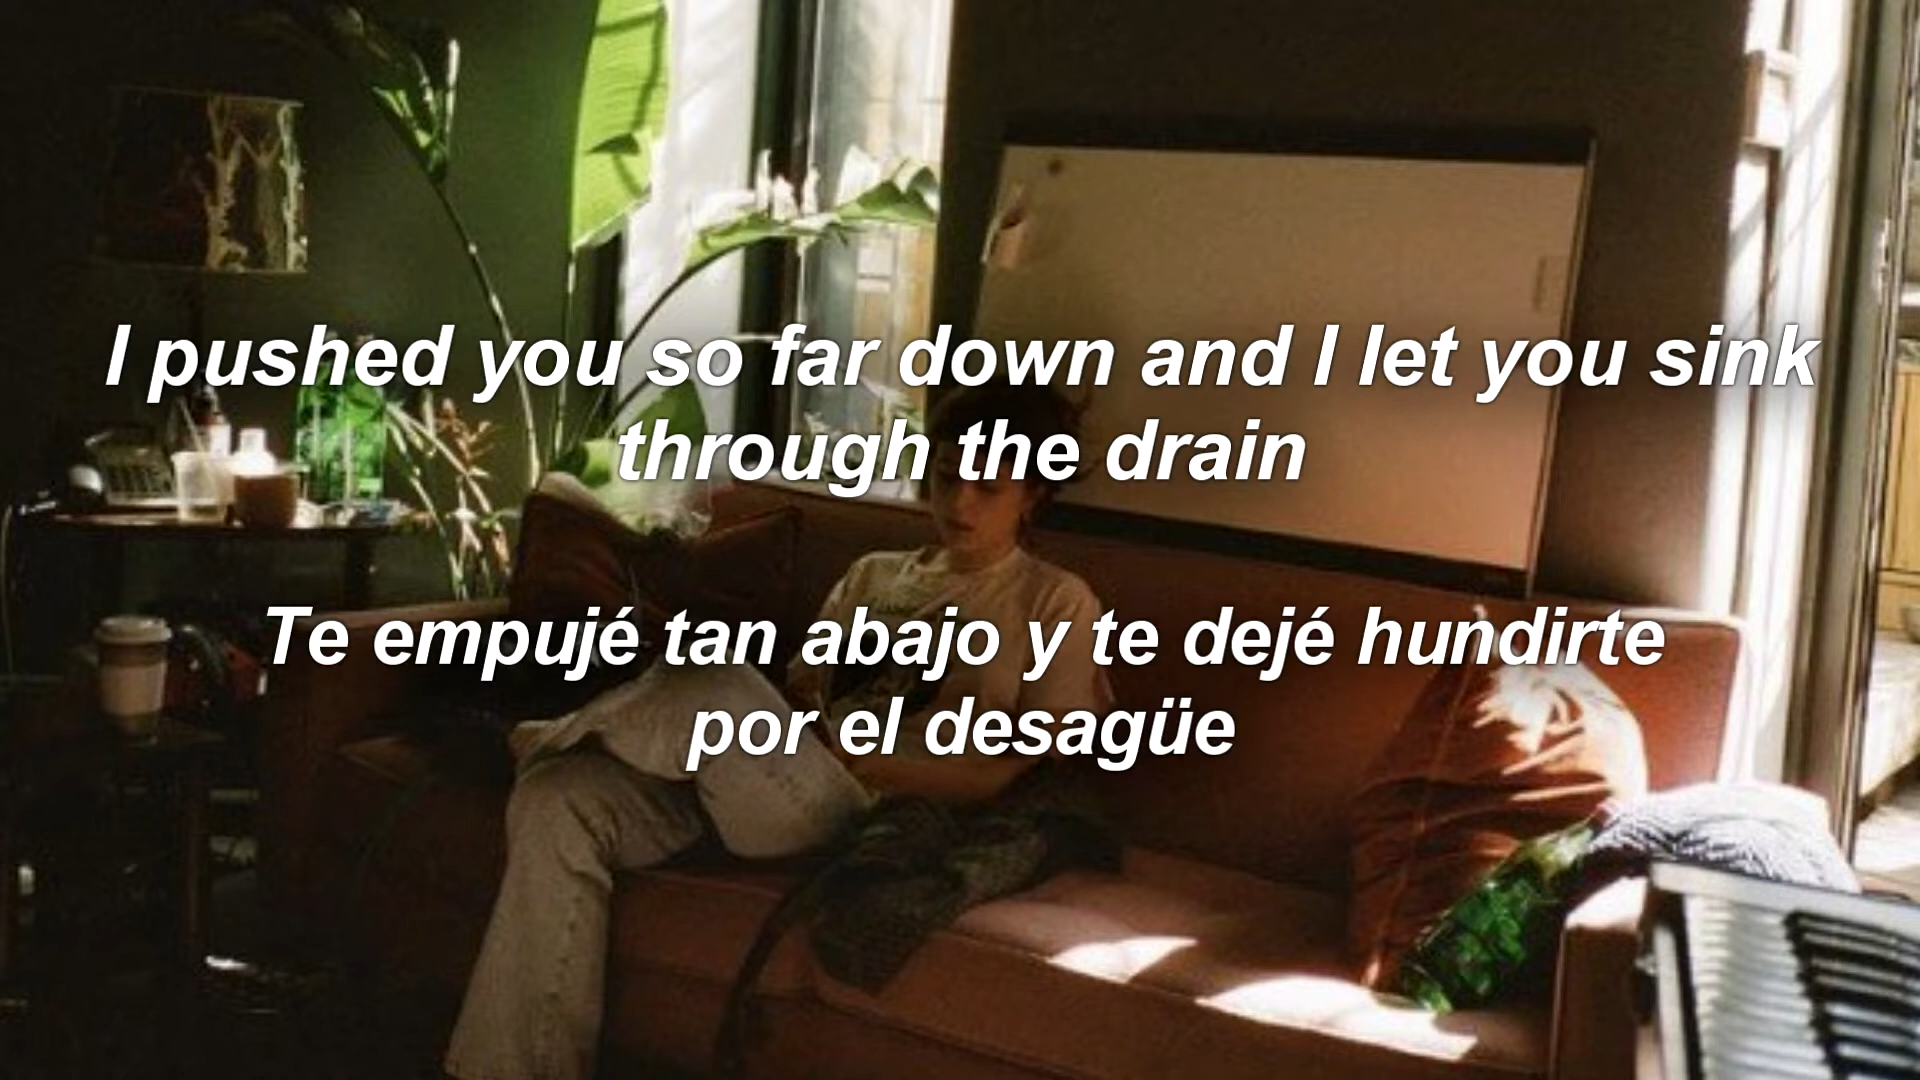 I pushed you so far down and I let you sink
through the drain
Te empujé tan abajo y te dejé hundirte
por el desagüe